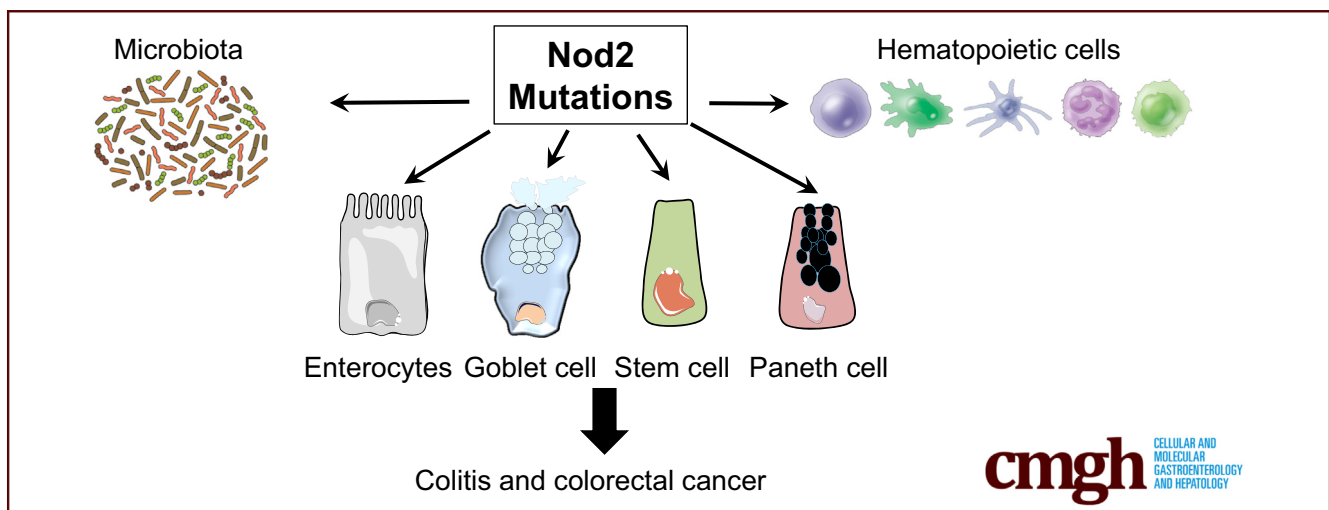 Microbiota
Nod2
Mutations
Hematopoietic cells
Enterocytes
Goblet cell
Stem cell
Paneth cell
Colitis and colorectal cancer
cmgh
CELLULAR AND
MOLECULAR
GASTROENTEROLOGY
AND HEPATOLOGY